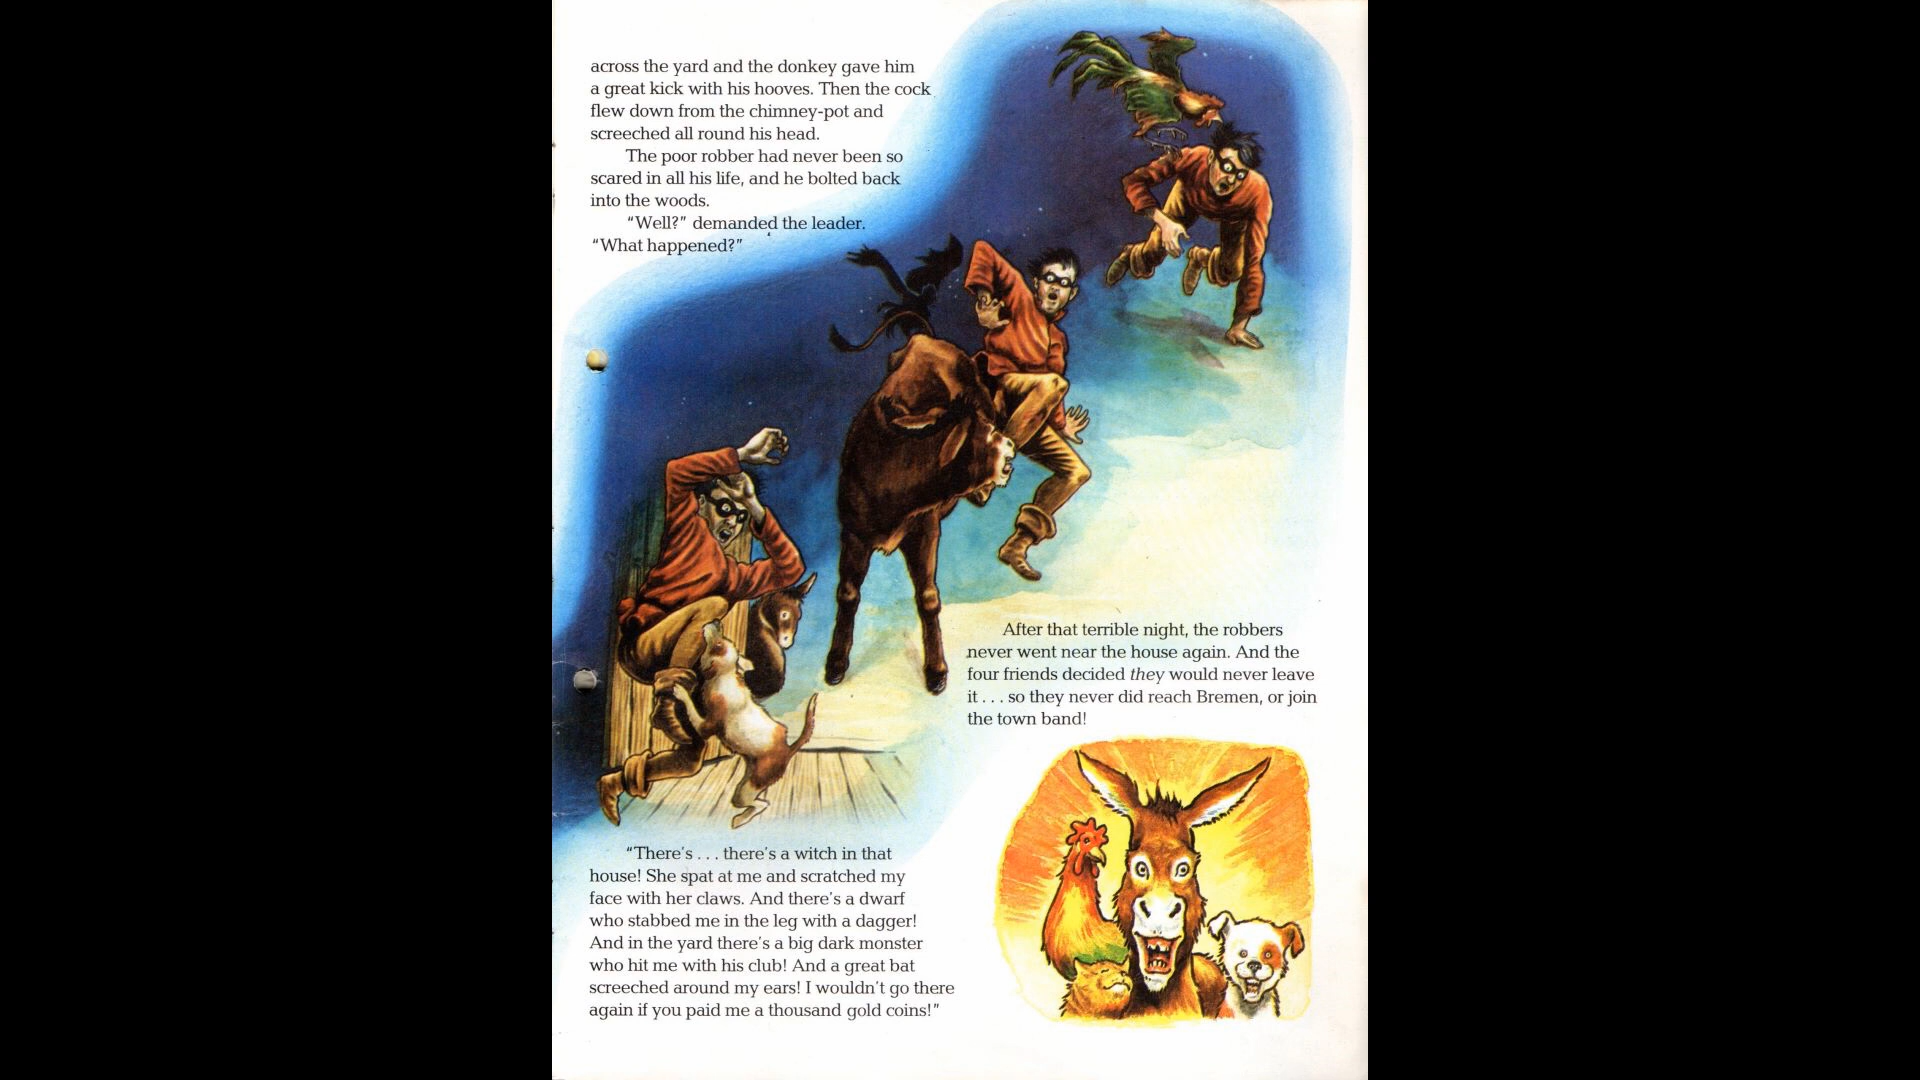 across the yard and the donkey gave him
a great kick with his hooves. Then the cock
flew down from the chimney-pot and
screeched all round his head.
The poor robber had never been so
scared in all his life, and he bolted back
into the woods.
“Well?” demanded the leader.
“What happened?”
“There's . . . there's a witch in that
house! She spat at me and scratched my
face with her claws. And there's a dwarf
who stabbed me in the leg with a dagger!
And in the yard there's a big dark monster
who hit me with his club! And a great bat
screeched around my ears! I wouldn't go there
again if you paid me a thousand gold coins!”
After that terrible night, the robbers
never went near the house again. And the
four friends decided they would never leave
it . . . so they never did reach Bremen, or join
the town band!